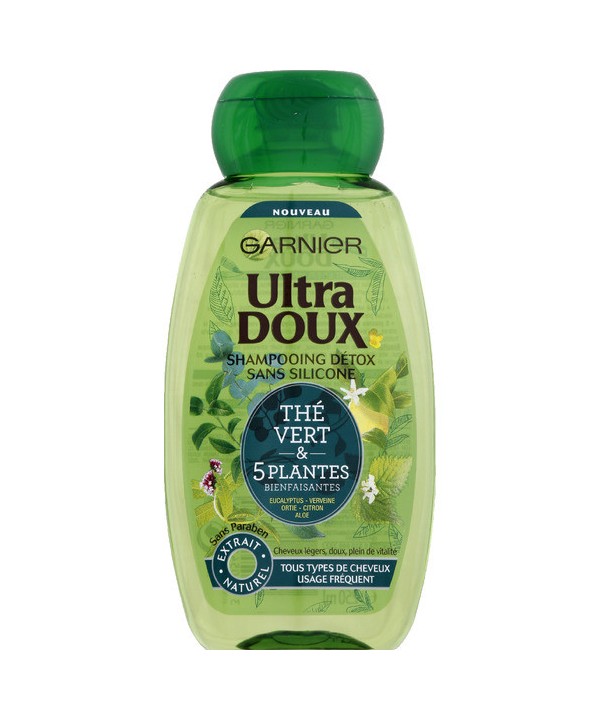 NOUVEAU
GARNIER
Ultra
DOUX
SHAMPOOING DÉTOX
SANS SILICONE
THÉ
VERT
&
5 PLANTES
BIENFAISANTES
EUCALYPTUS - VERVEINE
ORTIE - CITRON
ALOE
Sans Paraben
EXTRAIT
NATUREL
Cheveux légers, doux, plein de vitalité
TOUS TYPES DE CHEVEUX
USAGE FRÉQUENT